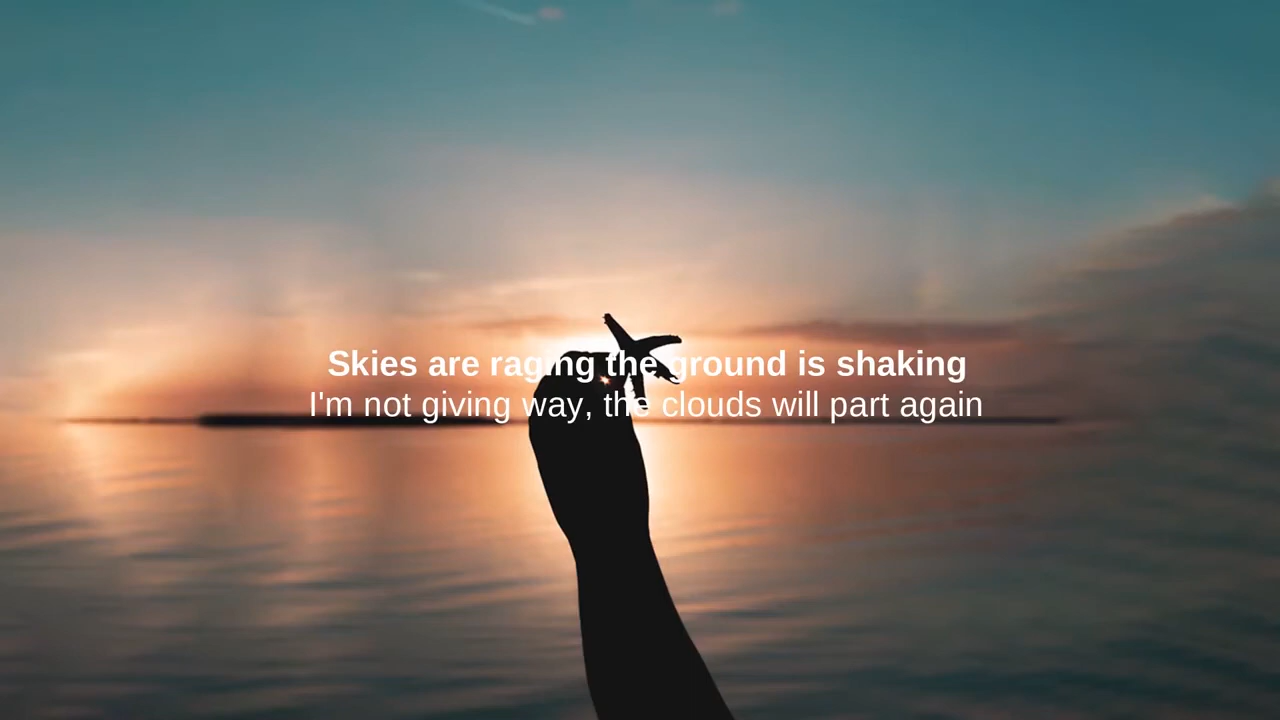 Skies are raging the ground is shaking
I'm not giving way, the clouds will part again